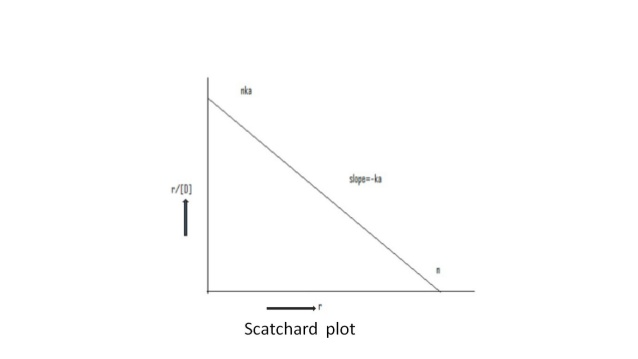 nka
slope=-ka
r/[D]
n
r
Scatchard plot